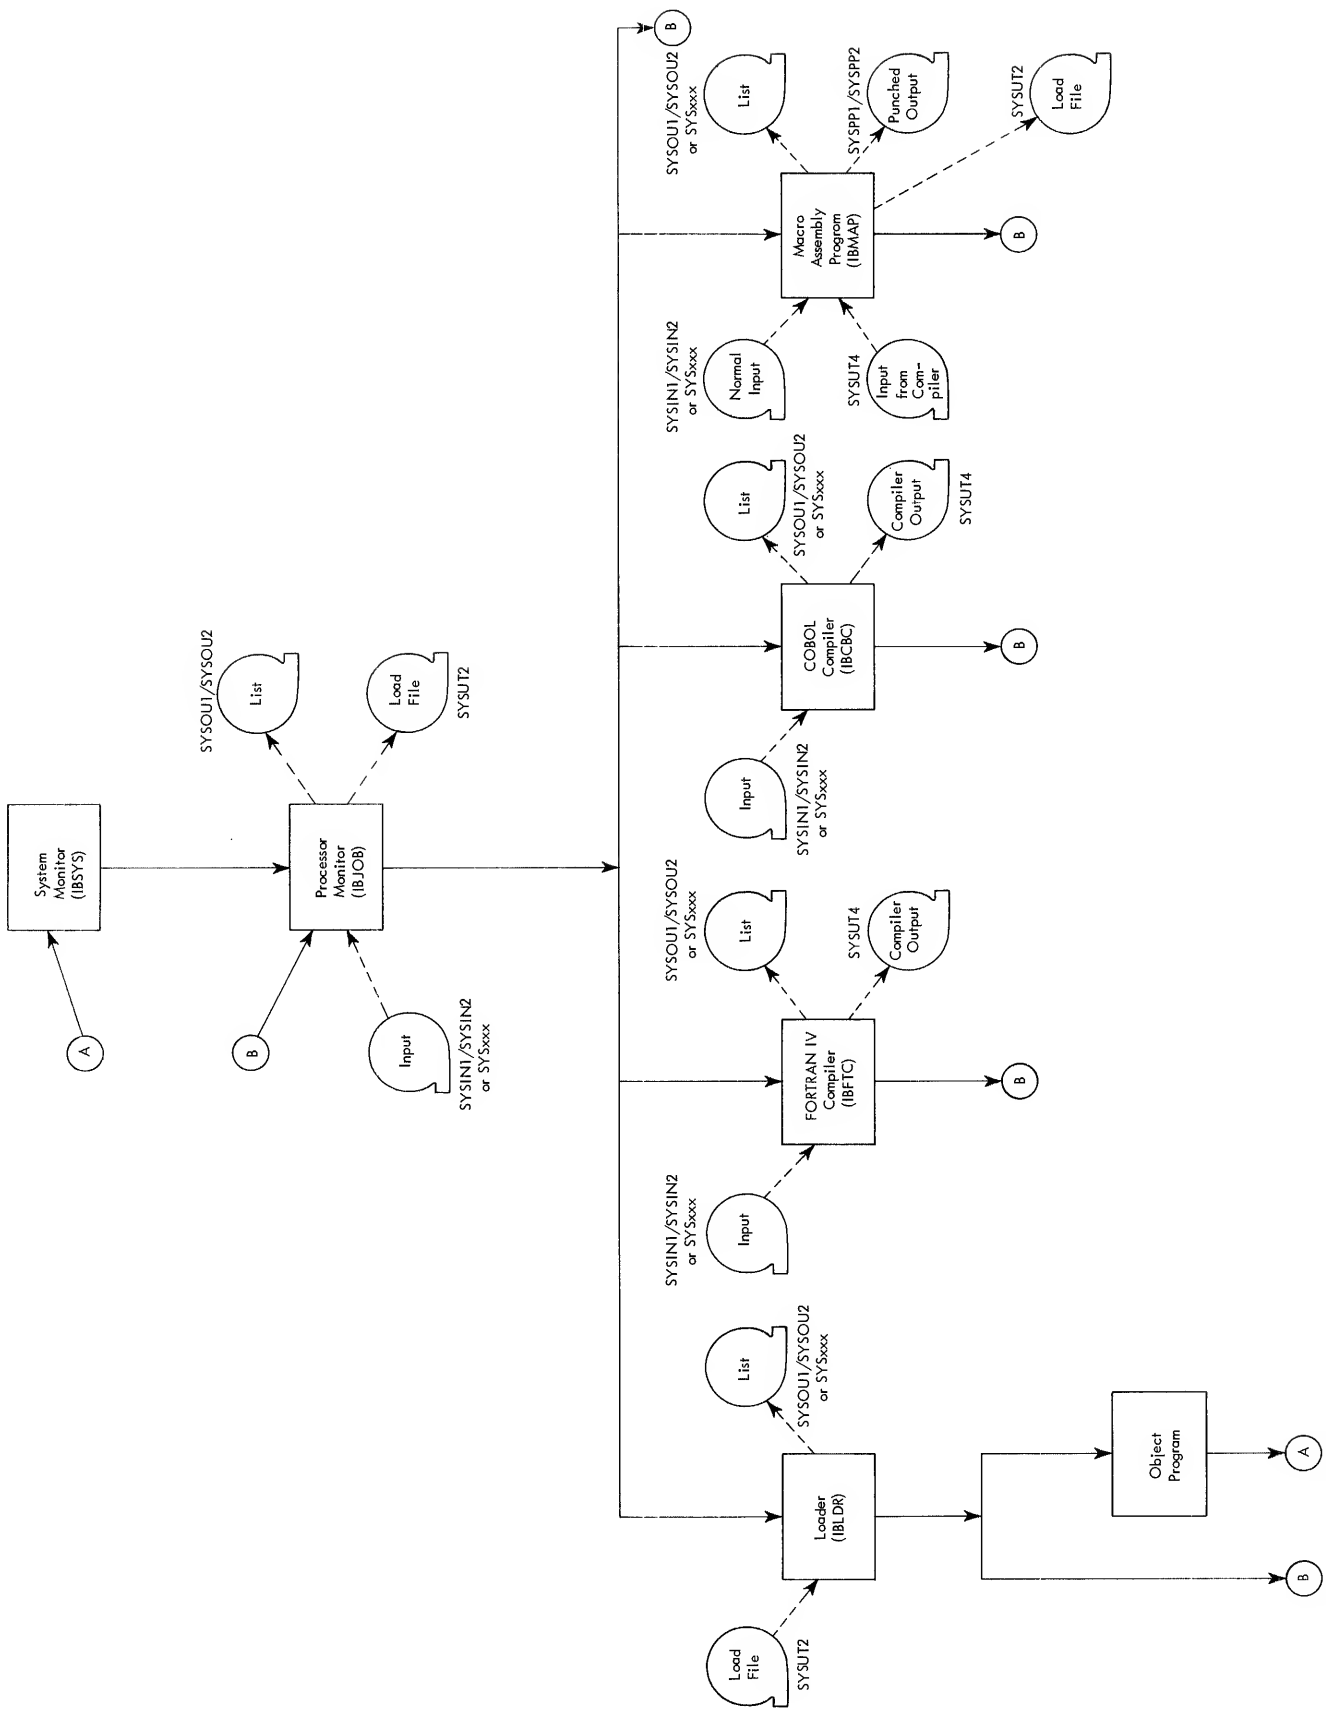 A
System
Monitor
(IBSYS)
B
Input
SYSIN1/SYSIN2
or SYSxxx
Processor
Monitor
(IBJOB)
SYSOU1/SYSOU2
List
Load
File
SYSUT2
B
Load
File
SYSUT2
Loader
(IBLDR)
List
SYSOU1/SYSOU2
or SYSxxx
B
Object
Program
A
SYSIN1/SYSIN2
or SYSxxx
Input
FORTRAN IV
Compiler
(IBFTC)
SYSOU1/SYSOU2
or SYSxxx
List
SYSUT4
Compiler
Output
B
Input
SYSIN1/SYSIN2
or SYSxxx
COBOL
Compiler
(IBCBC)
List
SYSOU1/SYSOU2
or SYSxxx
Compiler
Output
SYSUT4
B
SYSIN1/SYSIN2
or SYSxxx
Normal
Input
SYSUT4
Input
from
Com-
piler
Macro
Assembly
Program
(IBMAP)
SYSOU1/SYSOU2
or SYSxxx
List
SYSPP1/SYSPP2
Punched
Output
SYSUT2
Load
File
B